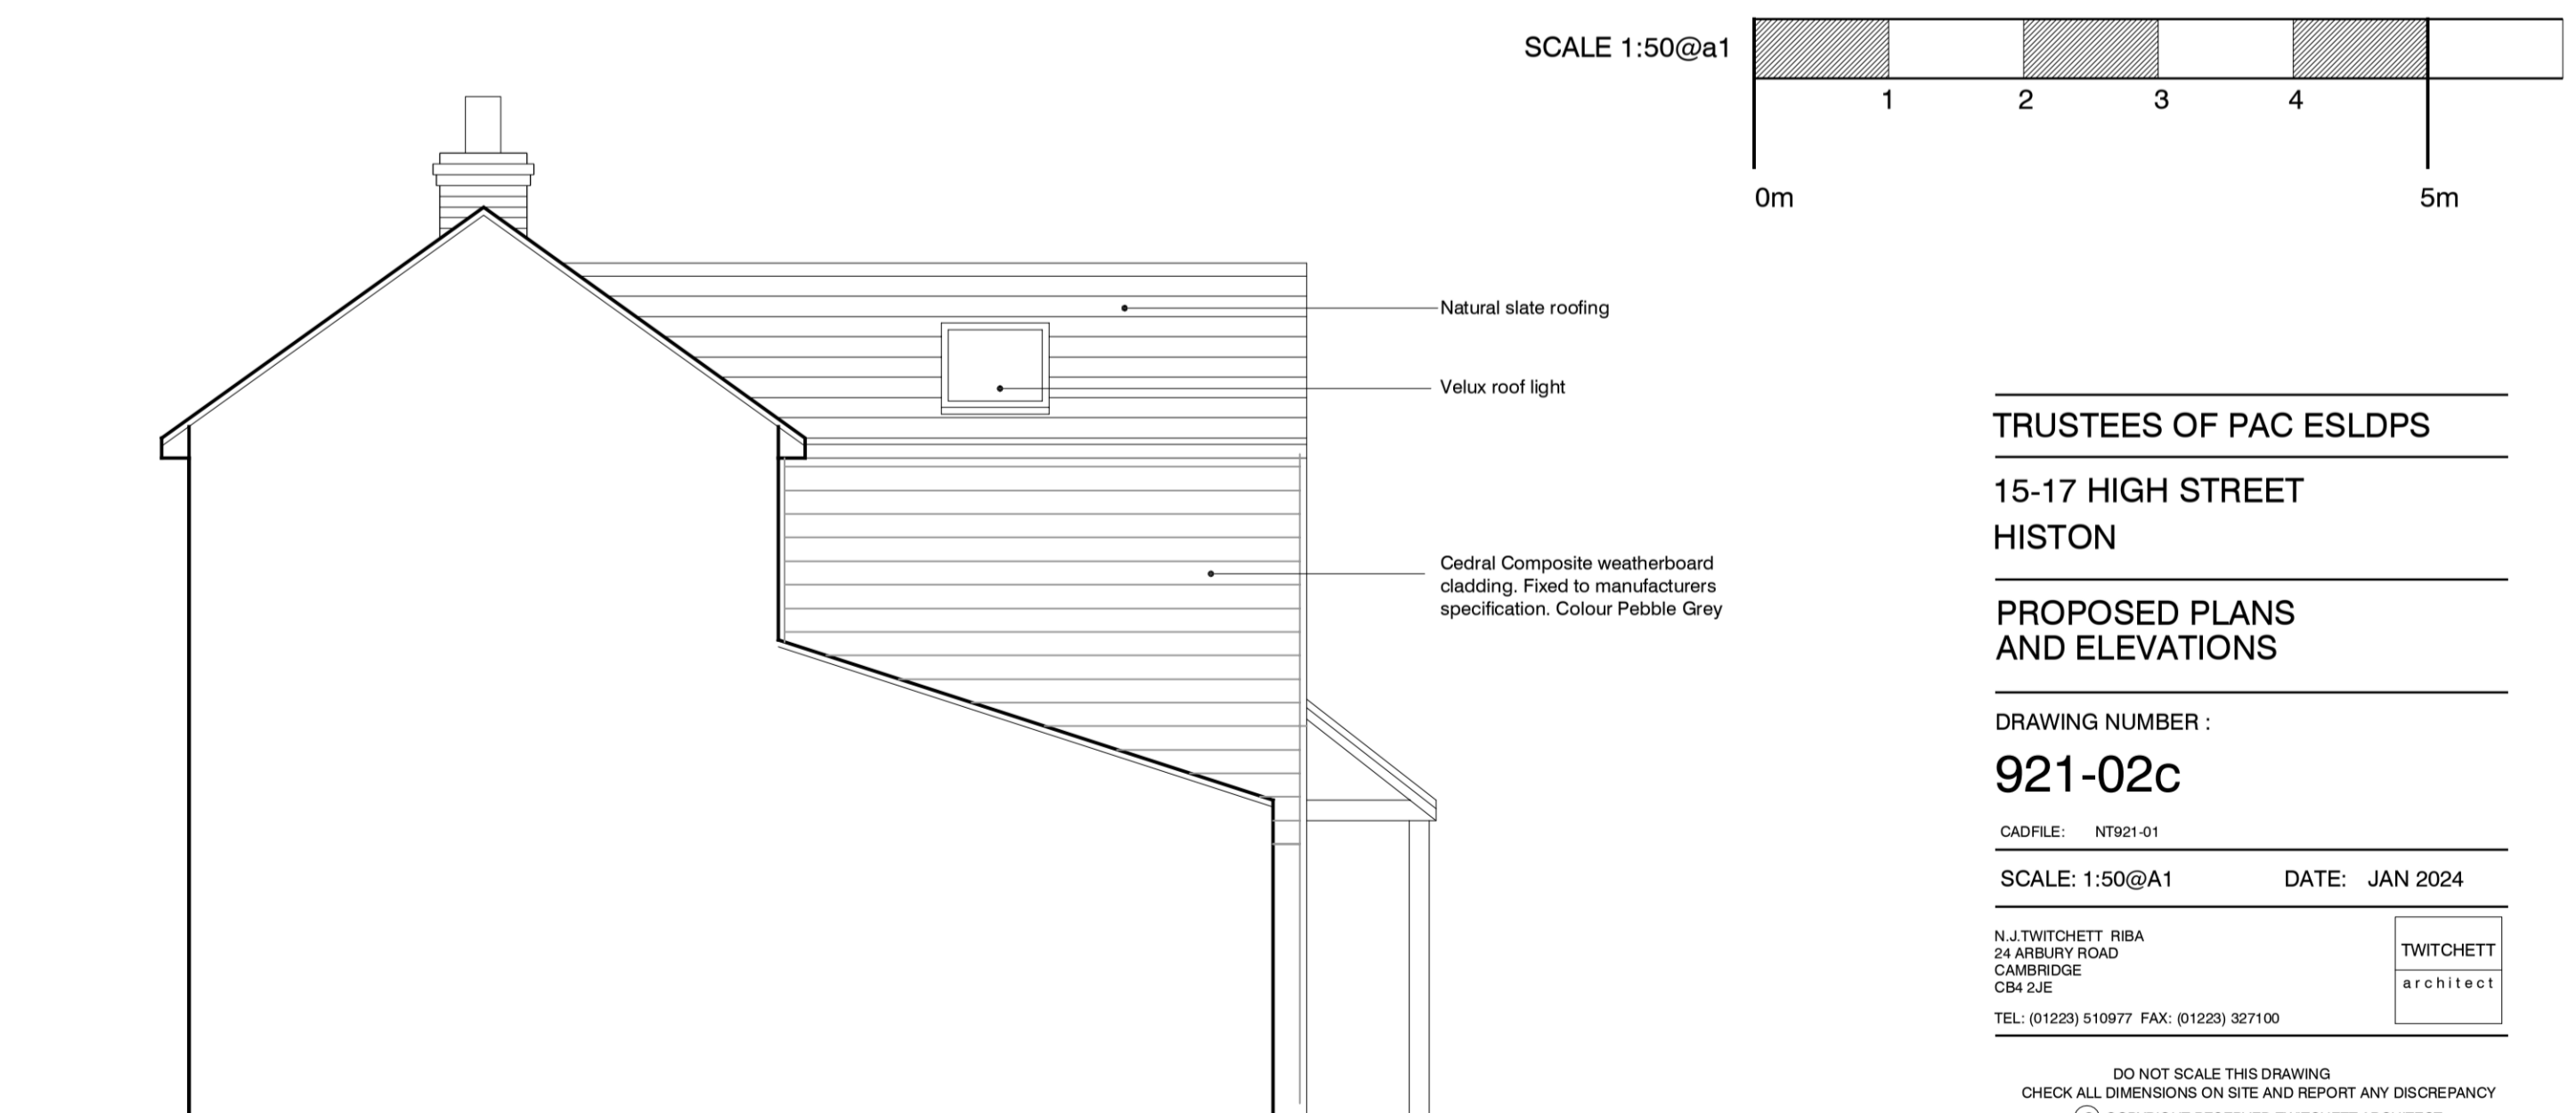 SCALE 1:50@a1
1 2 3 4
0m 5m
Natural slate roofing
Velux roof light
Cedral Composite weatherboard
cladding. Fixed to manufacturers
specification. Colour Pebble Grey
TRUSTEES OF PAC ESLDPS
15-17 HIGH STREET
HISTON
PROPOSED PLANS
AND ELEVATIONS
DRAWING NUMBER :
921-02c
CADFILE: NT921-01
SCALE: 1:50@A1 DATE: JAN 2024
N.J.TWITCHETT RIBA
24 ARBURY ROAD
CAMBRIDGE
CB4 2JE
TEL: (01223) 510977 FAX: (01223) 327100
TWITCHETT
architect
DO NOT SCALE THIS DRAWING
CHECK ALL DIMENSIONS ON SITE AND REPORT ANY DISCREPANCY